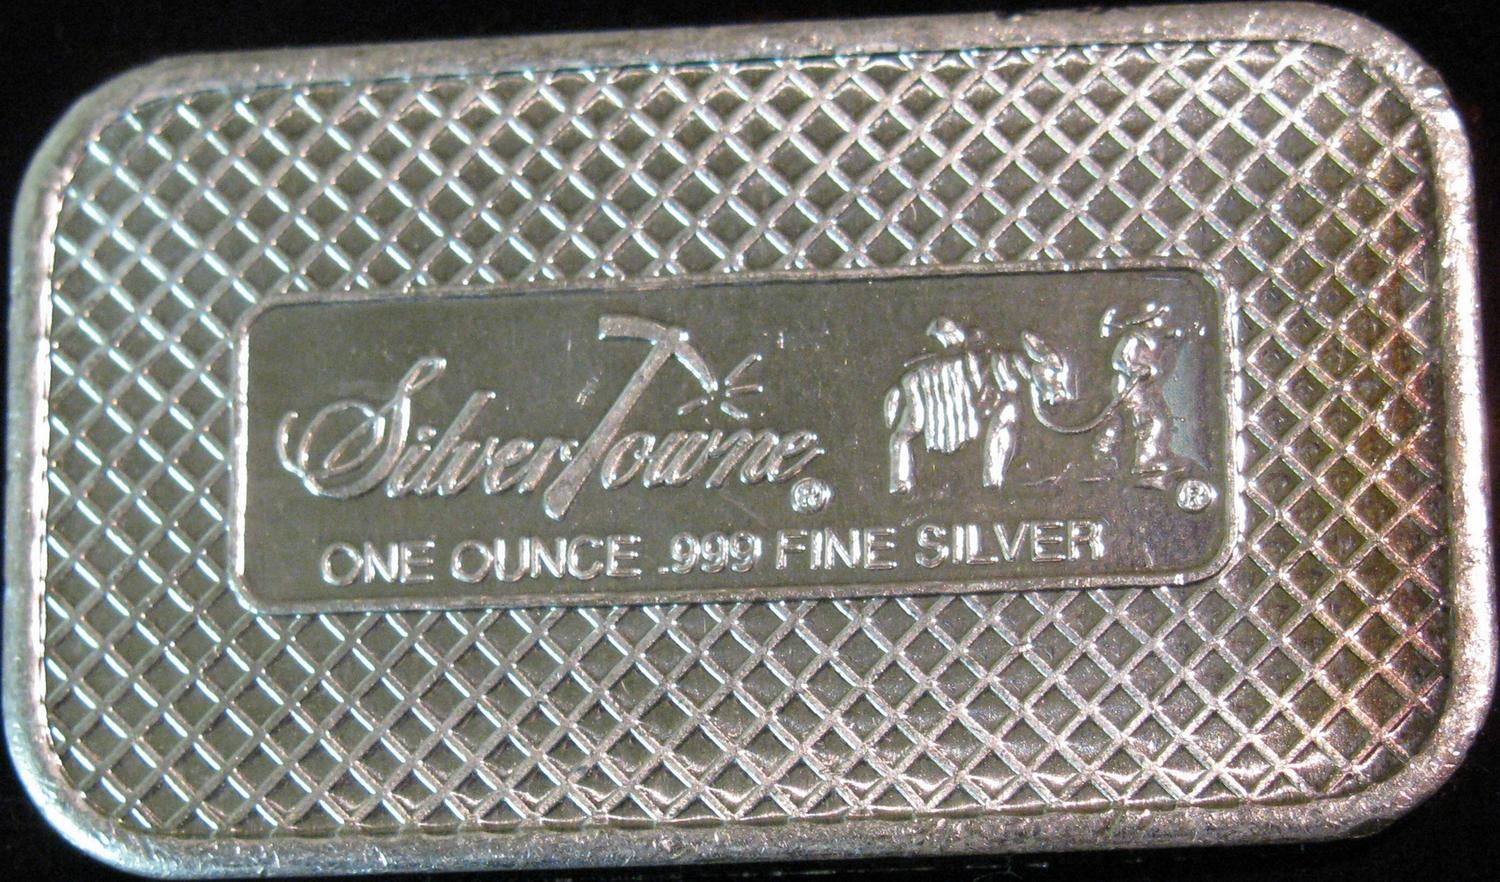 SilverTowne ®
®
ONE OUNCE .999 FINE SILVER